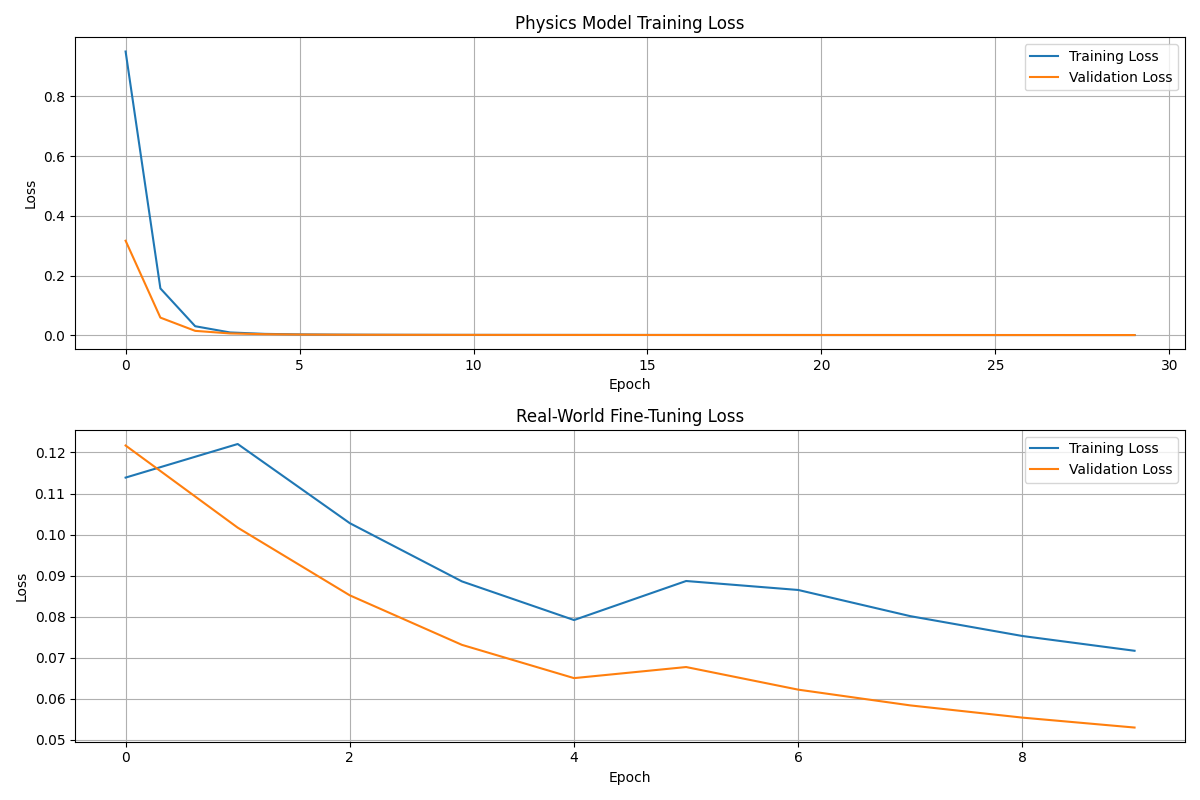 Physics Model Training Loss
Training Loss
Validation Loss
0.8
0.6
0.4
0.2
0.0
Loss
0 5 10 15 20 25 30
Epoch
Real-World Fine-Tuning Loss
Training Loss
Validation Loss
0.12
0.11
0.10
0.09
0.08
0.07
0.06
0.05
Loss
0 2 4 6 8
Epoch